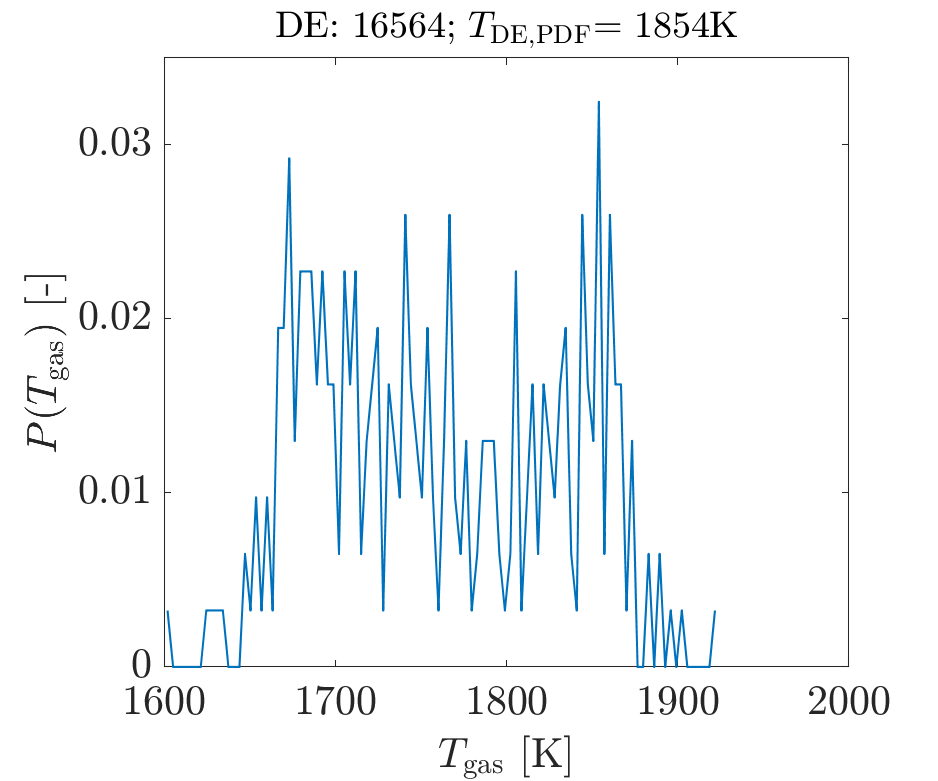 DE: 16564; T_DE,PDF= 1854K
0.03
0.02
0.01
0
P(T_gas) [-]
1600 1700 1800 1900 2000
T_gas [K]